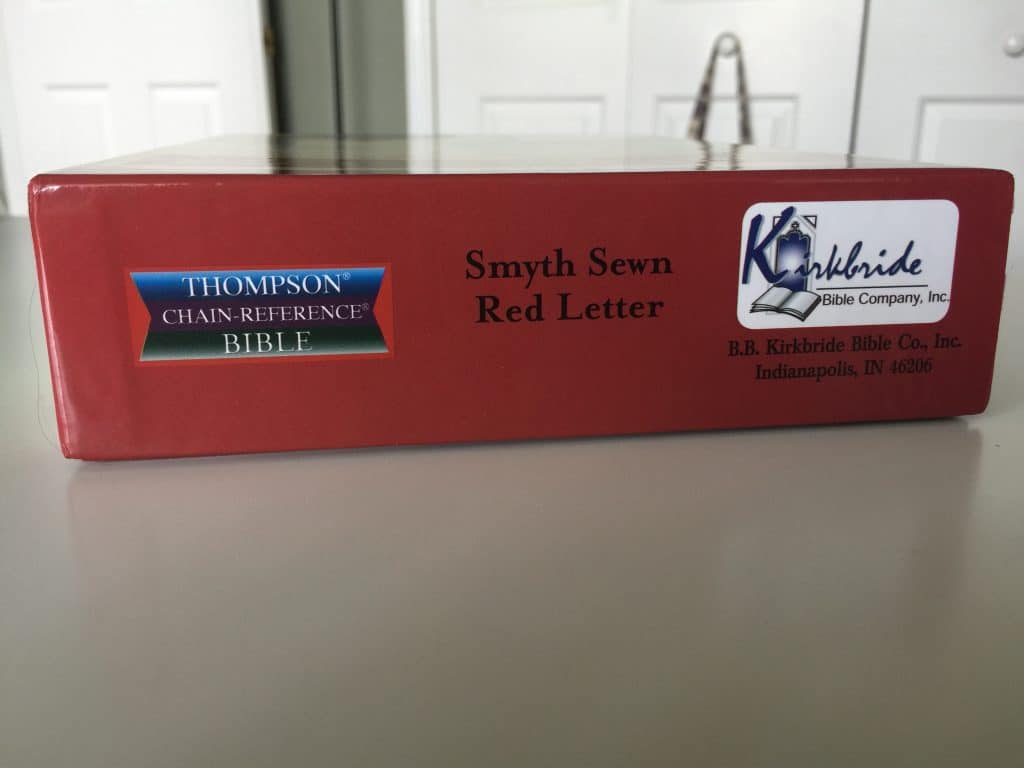 THOMPSON®
CHAIN-REFERENCE®
BIBLE
Smyth Sewn
Red Letter
Kirkbride
Bible Company, Inc.
B.B. Kirkbride Bible Co., Inc.
Indianapolis, IN 46206